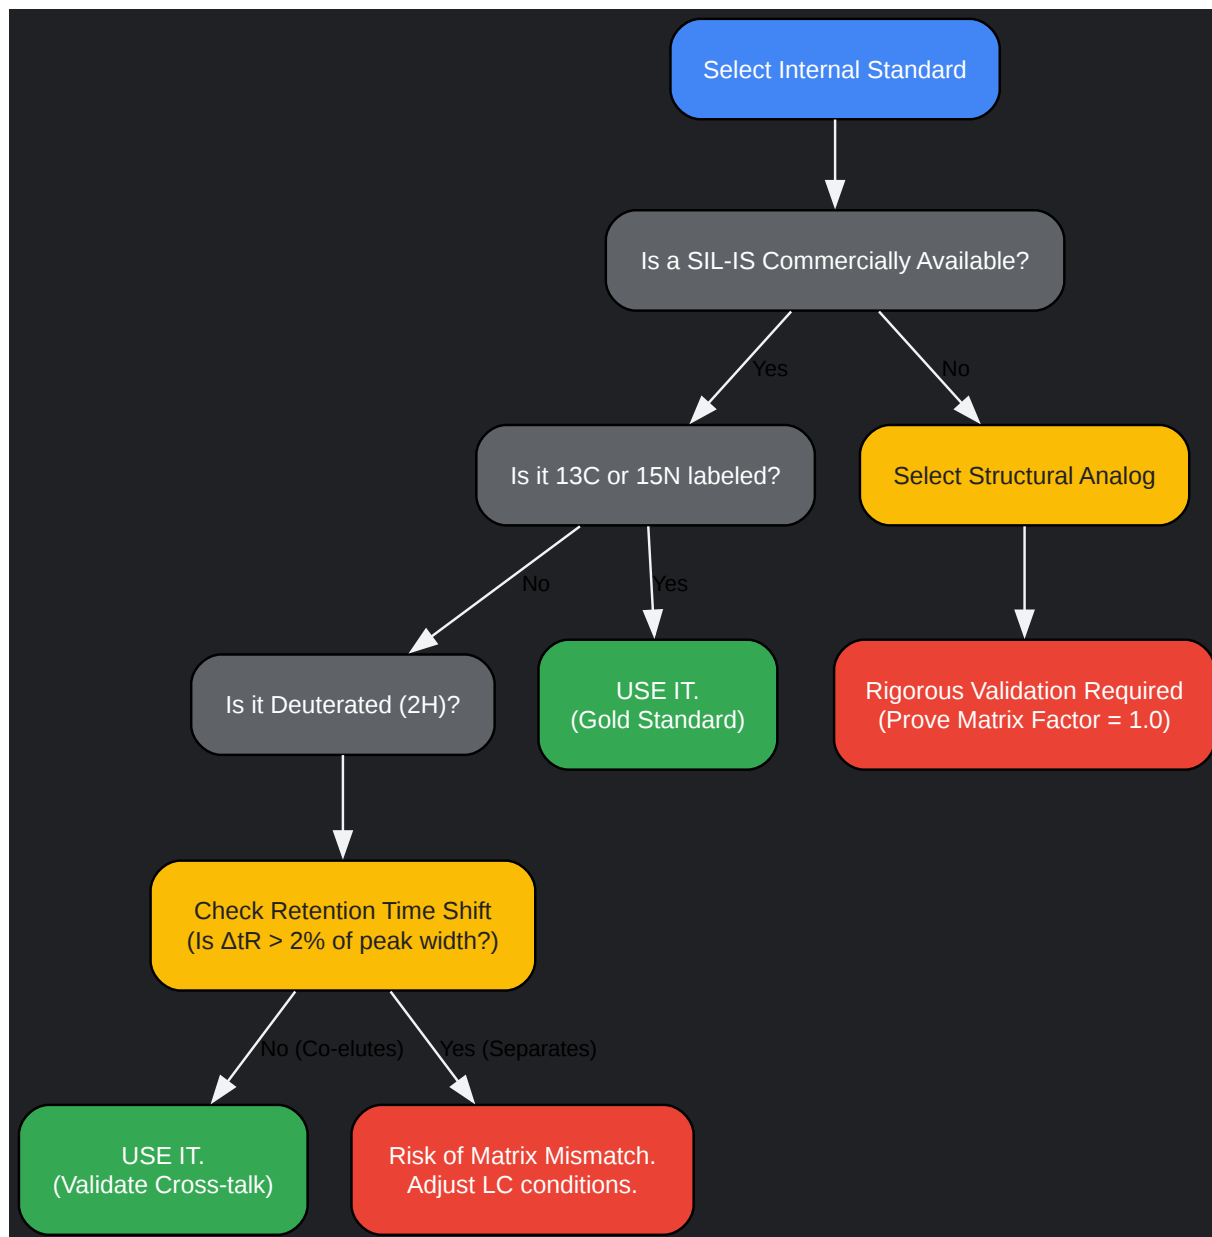 Select Internal Standard
Is a SIL-IS Commercially Available?
Yes
No
Is it 13C or 15N labeled?
Select Structural Analog
No
Yes
Is it Deuterated (2H)?
USE IT.
(Gold Standard)
Rigorous Validation Required
(Prove Matrix Factor = 1.0)
Check Retention Time Shift
(Is ΔtR > 2% of peak width?)
No (Co-elutes)
Yes (Separates)
USE IT.
(Validate Cross-talk)
Risk of Matrix Mismatch.
Adjust LC conditions.